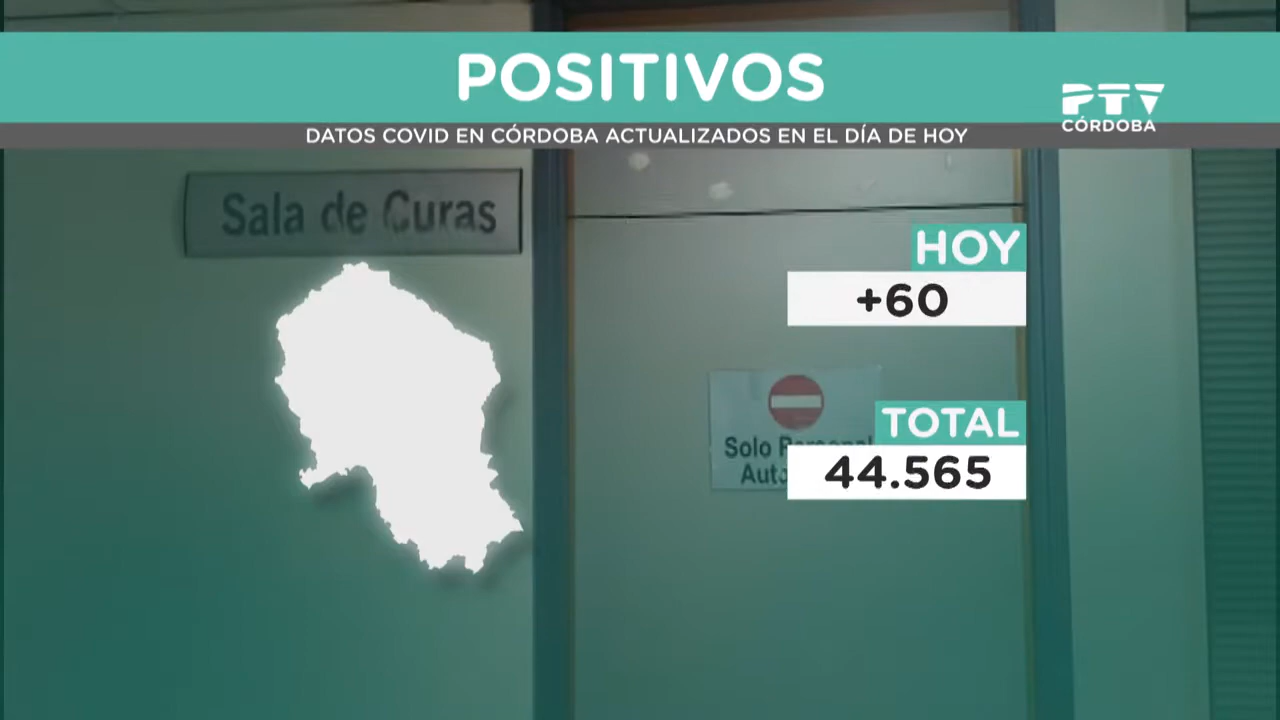 POSITIVOS
PTV
CÓRDOBA
DATOS COVID EN CÓRDOBA ACTUALIZADOS EN EL DÍA DE HOY
Sala de Curas
HOY
+60
TOTAL
44.565
Solo